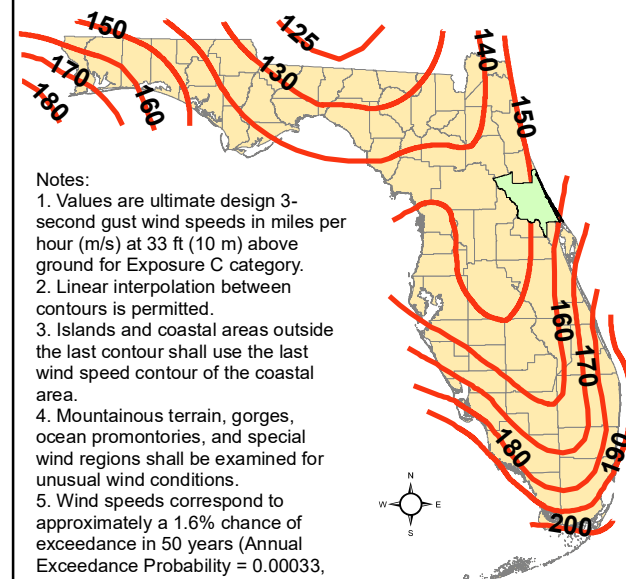 150
125
140
130
170
180
160
150
Notes:
1. Values are ultimate design 3-
second gust wind speeds in miles per
hour (m/s) at 33 ft (10 m) above
ground for Exposure C category.
2. Linear interpolation between
contours is permitted.
3. Islands and coastal areas outside
the last contour shall use the last
wind speed contour of the coastal
area.
4. Mountainous terrain, gorges,
ocean promontories, and special
wind regions shall be examined for
unusual wind conditions.
5. Wind speeds correspond to
approximately a 1.6% chance of
exceedance in 50 years (Annual
Exceedance Probability = 0.00033,
160
170
180
190
200
N
W E
S